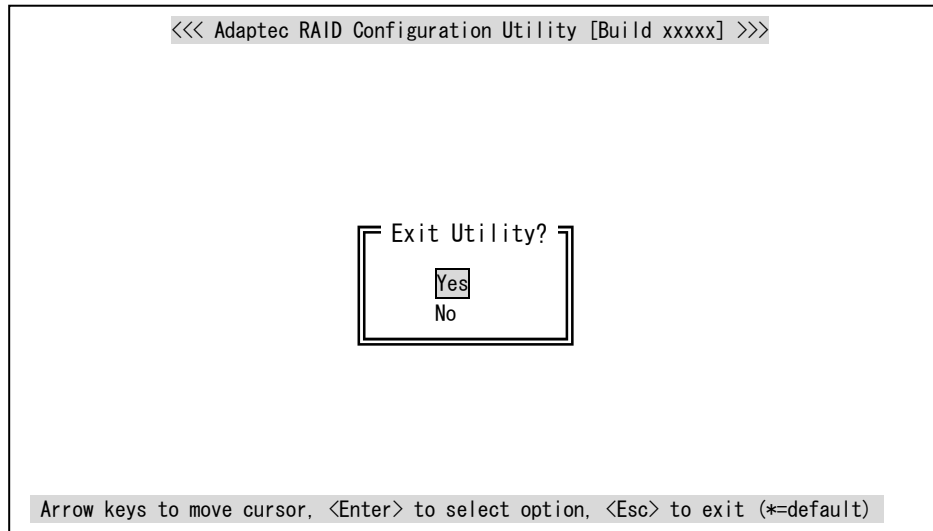 <<< Adaptec RAID Configuration Utility [Build xxxxx] >>>
Exit Utility?
Yes
No
Arrow keys to move cursor, <Enter> to select option, <Esc> to exit (*=default)